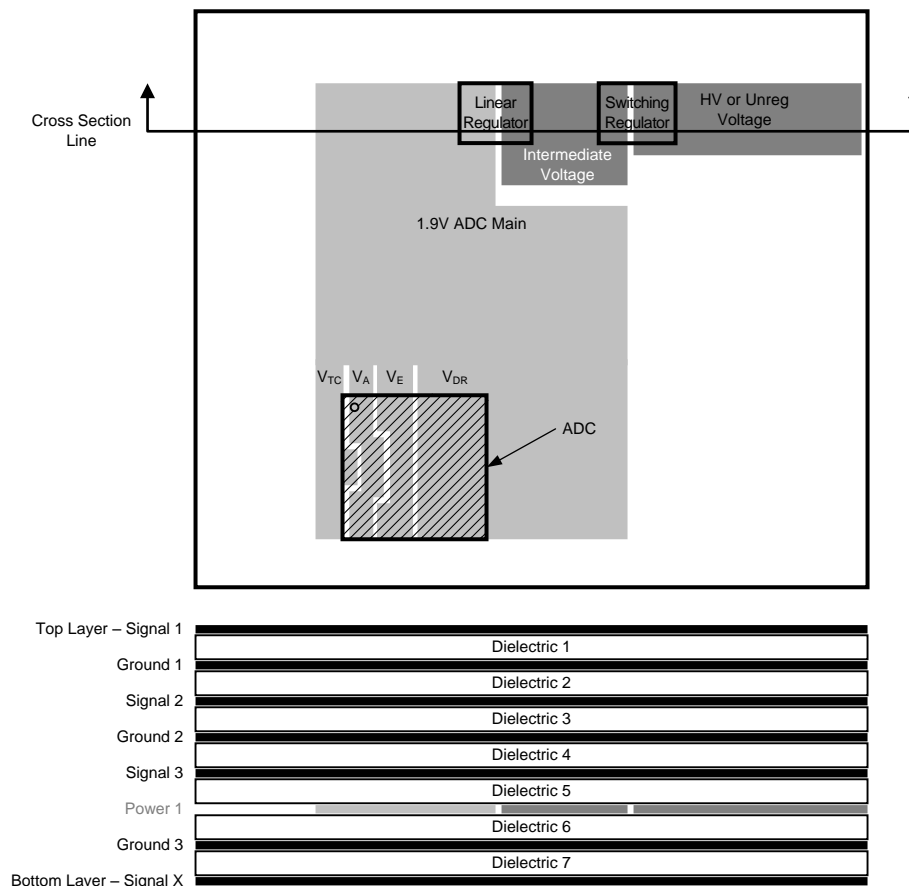 Linear
Regulator
Switching
Regulator
HV or Unreg
Voltage
Cross Section
Line
Intermediate
Voltage
1.9V ADC Main
VTC VA VE VDR
ADC
Top Layer – Signal 1
Dielectric 1
Ground 1
Dielectric 2
Signal 2
Dielectric 3
Ground 2
Dielectric 4
Signal 3
Dielectric 5
Power 1
Dielectric 6
Ground 3
Dielectric 7
Bottom Layer – Signal X